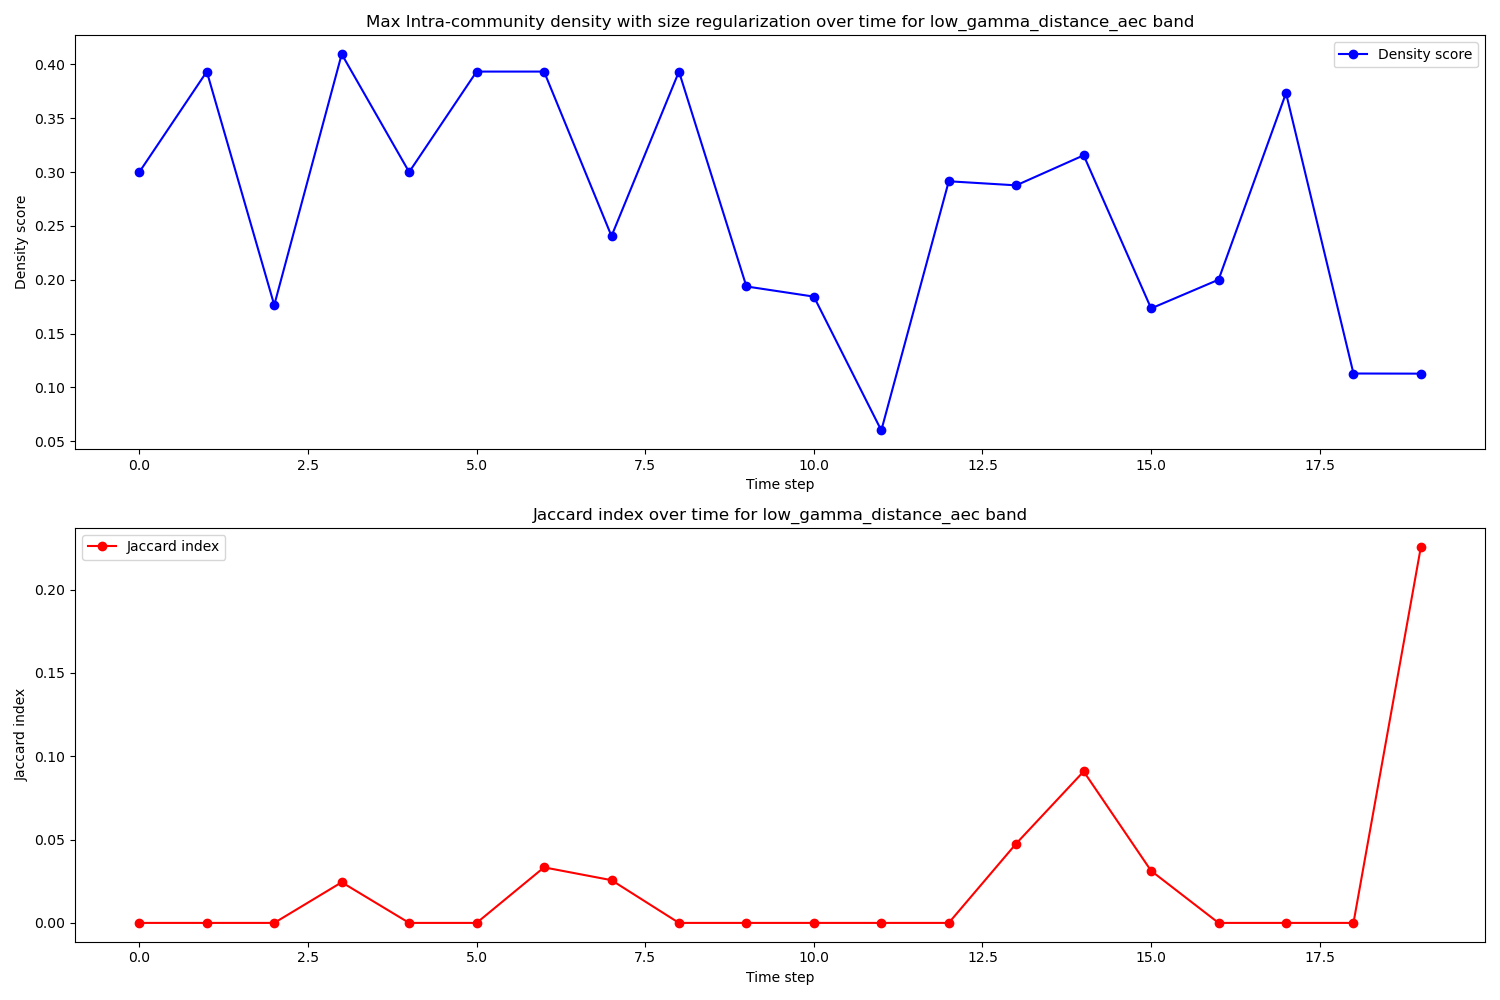 Max Intra-community density with size regularization over time for low_gamma_distance_aec band
Density score
0.40
0.35
0.30
0.25
0.20
0.15
0.10
0.05
Density score
0.0 2.5 5.0 7.5 10.0 12.5 15.0 17.5
Time step
Jaccard index over time for low_gamma_distance_aec band
Jaccard index
0.20
0.15
0.10
0.05
0.00
Jaccard index
0.0 2.5 5.0 7.5 10.0 12.5 15.0 17.5
Time step